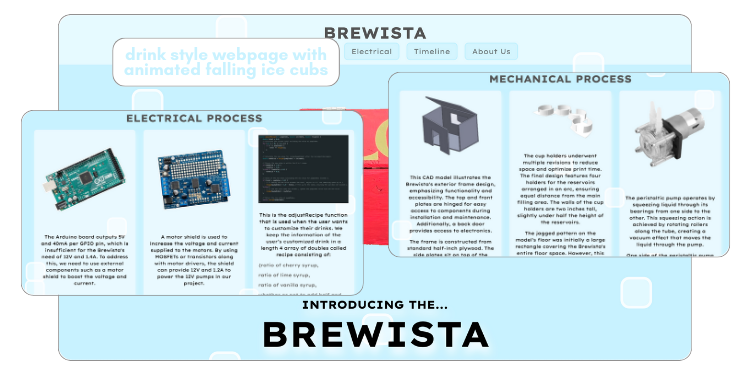 BREWISTA
Electrical
Timeline
About Us
drink style webpage with
animated falling ice cubs
MECHANICAL PROCESS
This CAD model illustrates the
Brewista's exterior frame design,
emphasizing functionality and
accessibility. The top and front
plates are hinged for easy
access to components during
installation and maintenance.
Additionally, a back door
provides access to electronics.
The frame is constructed from
standard half-inch plywood. The
side plates sit on top of the
The cup holders underwent
multiple revisions to reduce
space and optimise print time.
The final design features four
holders for the reservoirs
arranged in an arc, ensuring
equal distance from the main
filling area. The walls of the cup
holders are two inches tall,
slightly under half the height of
the reservoirs.
The jagged pattern on the
model's floor was initially a large
rectangle covering the Brewista's
entire floor space. However, this
The peristaltic pump operates by
squeezing liquid through its
bearings from one side to the
other. This squeezing action is
achieved by rotating rollers
along the tube, creating a
vacuum effect that moves the
liquid through the pump.
One side of the peristaltic pump
ELECTRICAL PROCESS
The Arduino board outputs 5V
and 40mA per GPIO pin, which is
insufficient for the Brewista's
need of 12V and 1.4A. To address
this, we need to use external
components such as a motor
shield to boost the voltage and
current.
A motor shield is used to
increase the voltage and current
supplied to the motors. By using
MOSFETs or transistors along
with motor drivers, the shield
can provide 12V and 1.2A to
power the 12V pumps in our
project.
This is the adjustRecipe function
that is used when the user wants
to customise their drinks. We
keep the information of the
user's customized drink in a
length 4 array of doubles called
recipe consisting of:
[ratio of cherry syrup,
ratio of lime syrup,
ratio of vanilla syrup,
INTRODUCING THE...
BREWISTA